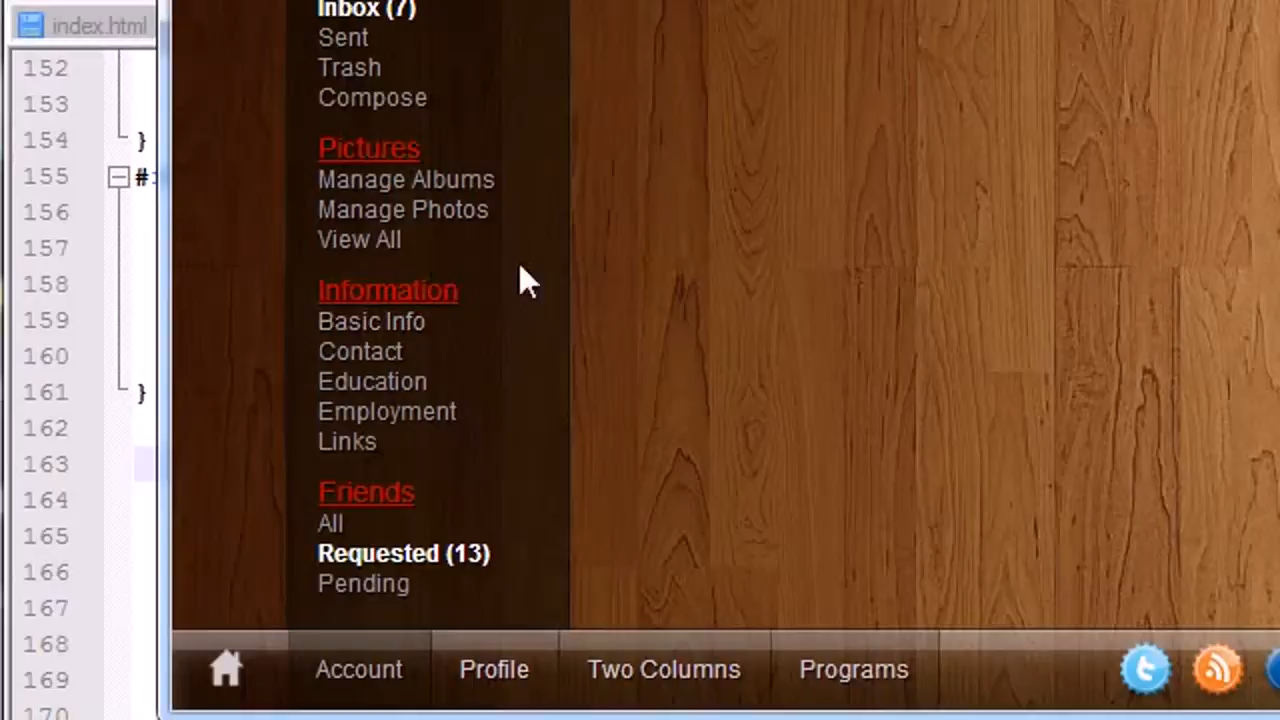 index.html
152
153
154 }
155 #
156
157
158
159
160
161 }
162
163
164
165
166
167
168
169
170
Inbox (7)
Sent
Trash
Compose
Pictures
Manage Albums
Manage Photos
View All
Information
Basic Info
Contact
Education
Employment
Links
Friends
All
Requested (13)
Pending
Account Profile Two Columns Programs